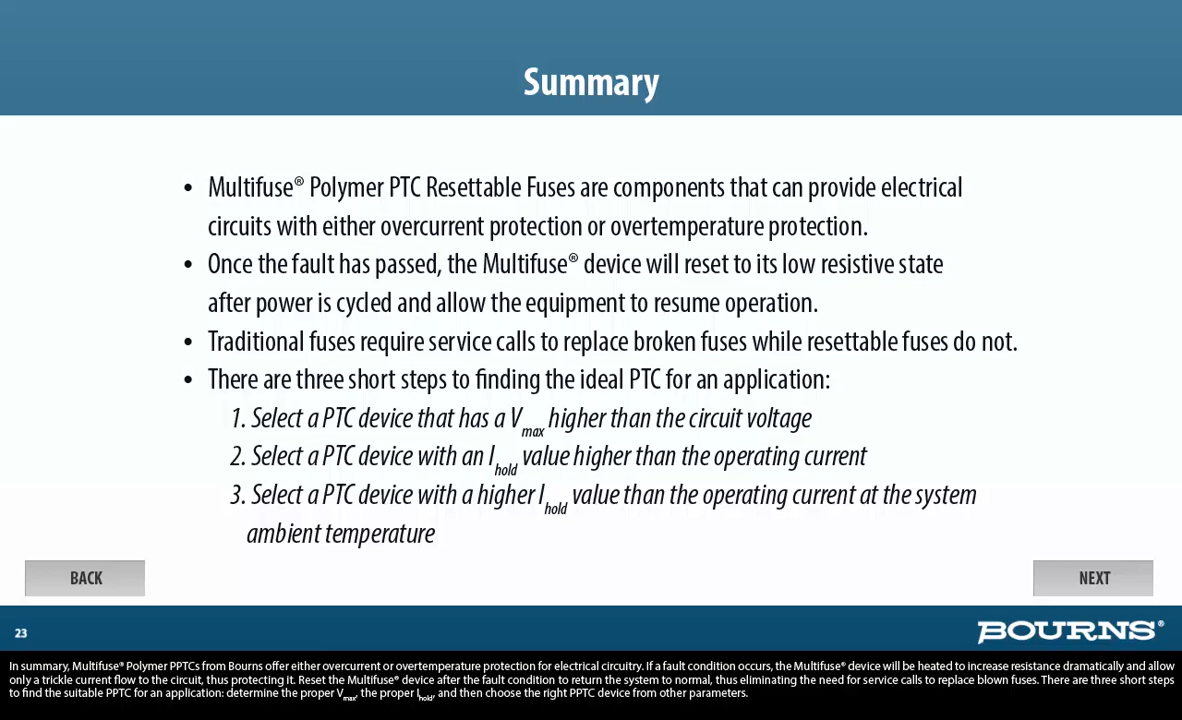 Summary
• Multifuse® Polymer PTC Resettable Fuses are components that can provide electrical
circuits with either overcurrent protection or overtemperature protection.
• Once the fault has passed, the Multifuse® device will reset to its low resistive state
after power is cycled and allow the equipment to resume operation.
• Traditional fuses require service calls to replace broken fuses while resettable fuses do not.
• There are three short steps to finding the ideal PTC for an application:
1. Select a PTC device that has a Vmax higher than the circuit voltage
2. Select a PTC device with an Ihold value higher than the operating current
3. Select a PTC device with a higher Ihold value than the operating current at the system
ambient temperature
BACK
NEXT
23
BOURNS®
In summary, Multifuse® Polymer PPTCs from Bourns offer either overcurrent or overtemperature protection for electrical circuitry. If a fault condition occurs, the Multifuse® device will be heated to increase resistance dramatically and allow
only a trickle current flow to the circuit, thus protecting it. Reset the Multifuse® device after the fault condition to return the system to normal, thus eliminating the need for service calls to replace blown fuses. There are three short steps
to find the suitable PPTC for an application: determine the proper Vmax, the proper Ihold, and then choose the right PPTC device from other parameters.